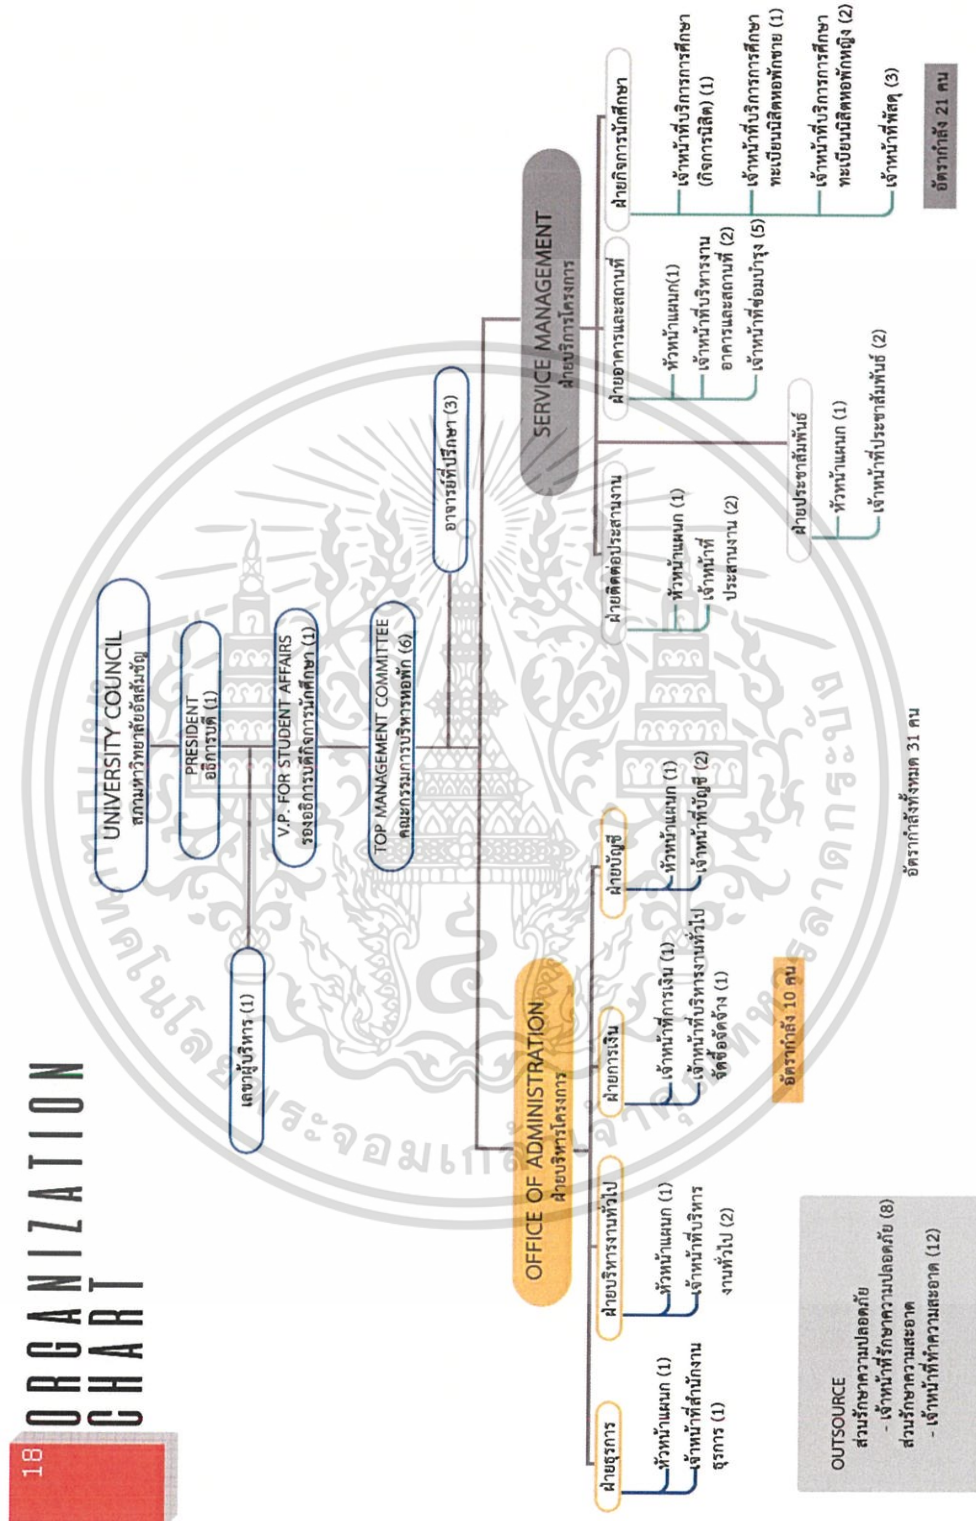 18
ORGANIZATION
CHART
UNIVERSITY COUNCIL
สภามหาวิทยาลัยอัสสัมชัญ
PRESIDENT
อธิการบดี (1)
เลขาผู้บริหาร (1)
V.P. FOR STUDENT AFFAIRS
รองอธิการบดีกิจการนักศึกษา (1)
TOP MANAGEMENT COMMITTEE
คณะกรรมการบริหารหอพัก (6)
อาจารย์ที่ปรึกษา (3)
OFFICE OF ADMINISTRATION
ฝ่ายบริหารโครงการ
ฝ่ายธุรการ
หัวหน้าแผนก (1)
เจ้าหน้าที่สำนักงาน
ธุรการ (1)
ฝ่ายบริหารงานทั่วไป
หัวหน้าแผนก (1)
เจ้าหน้าที่บริหาร
งานทั่วไป (2)
ฝ่ายการเงิน
เจ้าหน้าที่การเงิน (1)
เจ้าหน้าที่บริหารงานทั่วไป
จัดซื้อจัดจ้าง (1)
ฝ่ายบัญชี
หัวหน้าแผนก (1)
เจ้าหน้าที่บัญชี (2)
อัตรากำลัง 10 คน
SERVICE MANAGEMENT
ฝ่ายบริการโครงการ
ฝ่ายติดต่อประสานงาน
หัวหน้าแผนก (1)
เจ้าหน้าที่
ประสานงาน (2)
ฝ่ายประชาสัมพันธ์
หัวหน้าแผนก (1)
เจ้าหน้าที่ประชาสัมพันธ์ (2)
ฝ่ายอาคารและสถานที่
หัวหน้าแผนก(1)
เจ้าหน้าที่บริหารงาน
อาคารและสถานที่ (2)
เจ้าหน้าที่ซ่อมบำรุง (5)
ฝ่ายกิจการนักศึกษา
เจ้าหน้าที่บริการการศึกษา
(กิจการนิสิต) (1)
เจ้าหน้าที่บริการการศึกษา
ทะเบียนนิสิตหอพักชาย (1)
เจ้าหน้าที่บริการการศึกษา
ทะเบียนนิสิตหอพักหญิง (2)
เจ้าหน้าที่พัสดุ (3)
อัตรากำลัง 21 คน
อัตรากำลังทั้งหมด 31 คน
OUTSOURCE
ส่วนรักษาความปลอดภัย
- เจ้าหน้าที่รักษาความปลอดภัย (8)
ส่วนรักษาความสะอาด
- เจ้าหน้าที่ทำความสะอาด (12)